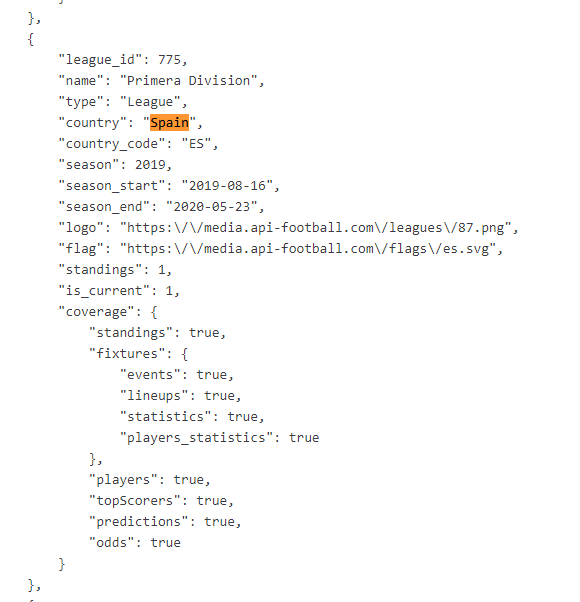 },
{
"league_id": 775,
"name": "Primera Division",
"type": "League",
"country": "Spain",
"country_code": "ES",
"season": 2019,
"season_start": "2019-08-16",
"season_end": "2020-05-23",
"logo": "https:\/\/media.api-football.com\/leagues\/87.png",
"flag": "https:\/\/media.api-football.com\/flags\/es.svg",
"standings": 1,
"is_current": 1,
"coverage": {
"standings": true,
"fixtures": {
"events": true,
"lineups": true,
"statistics": true,
"players_statistics": true
},
"players": true,
"topScorers": true,
"predictions": true,
"odds": true
}
},